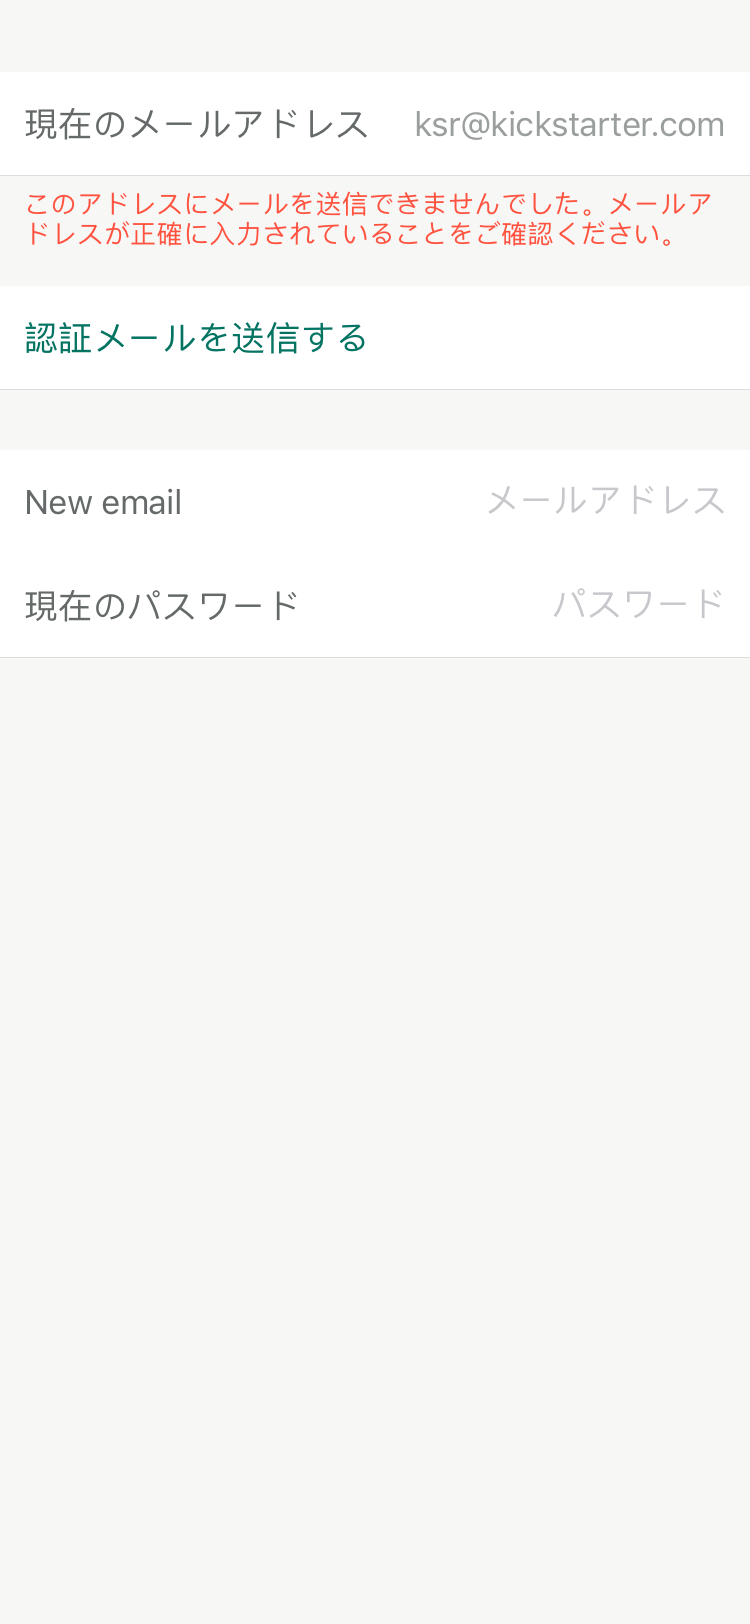 現在のメールアドレス ksr@kickstarter.com
このアドレスにメールを送信できませんでした。メールア
ドレスが正確に入力されていることをご確認ください。
認証メールを送信する
New email メールアドレス
現在のパスワード パスワード